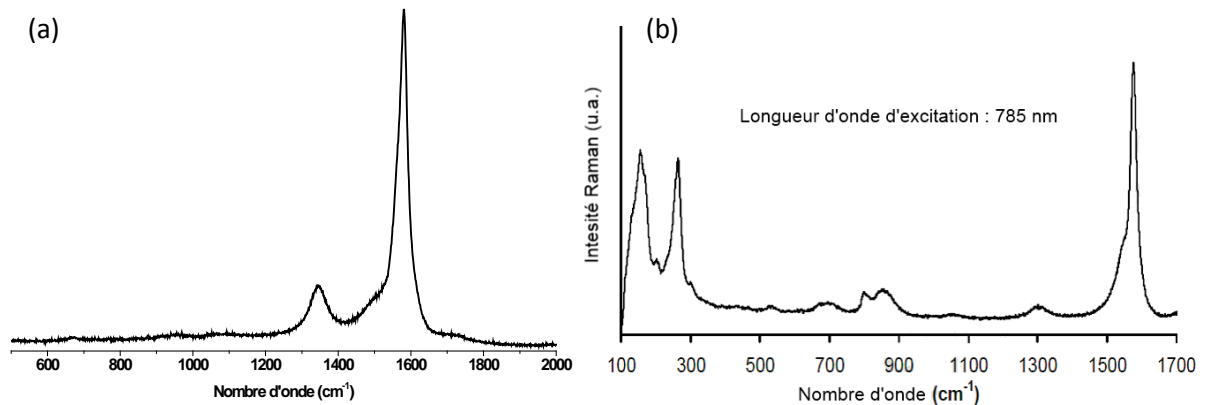 (a)
600 800 1000 1200 1400 1600 1800 2000
Nombre d'onde (cm⁻¹)
(b)
Intesité Raman (u.a.)
Longueur d'onde d'excitation : 785 nm
100 300 500 700 900 1100 1300 1500 1700
Nombre d'onde (cm⁻¹)